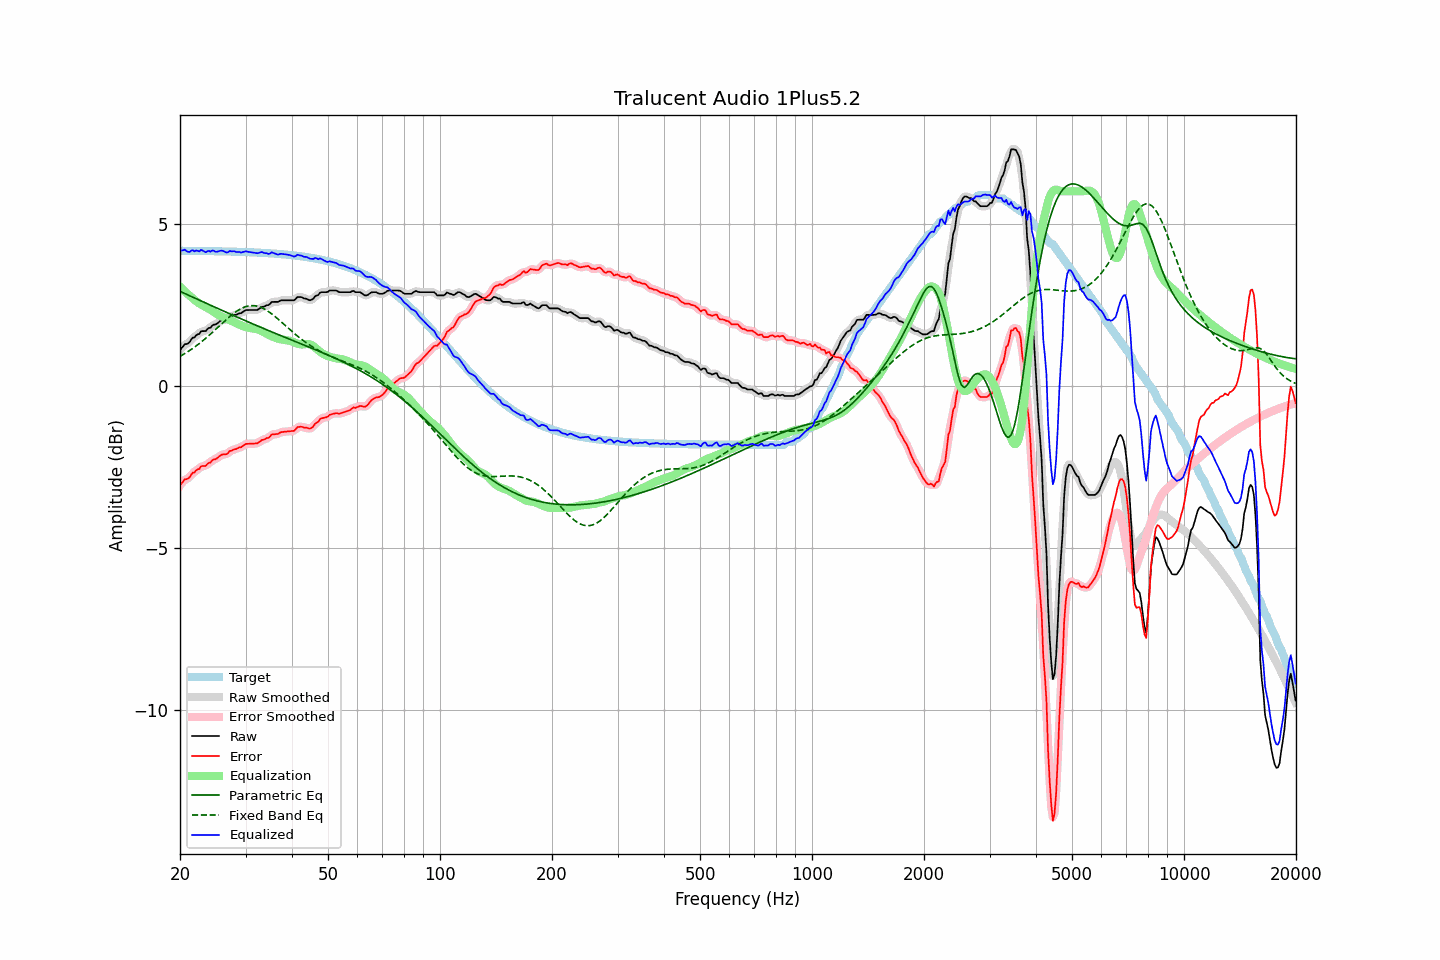 Tralucent Audio 1Plus5.2
Amplitude (dBr)
5
0
−5
−10
Target
Raw Smoothed
Error Smoothed
Raw
Error
Equalization
Parametric Eq
Fixed Band Eq
Equalized
20 50 100 200 500 1000 2000 5000 10000 20000
Frequency (Hz)